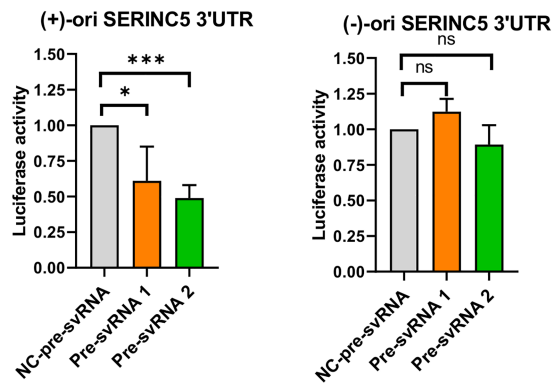 (+)-ori SERINC5 3'UTR
Luciferase activity
1.50
1.25
1.00
0.75
0.50
0.25
0.00
***
*
NC-pre-svRNA
Pre-svRNA 1
Pre-svRNA 2
(-)-ori SERINC5 3'UTR
Luciferase activity
1.50
1.25
1.00
0.75
0.50
0.25
0.00
ns
ns
NC-pre-svRNA
Pre-svRNA 1
Pre-svRNA 2